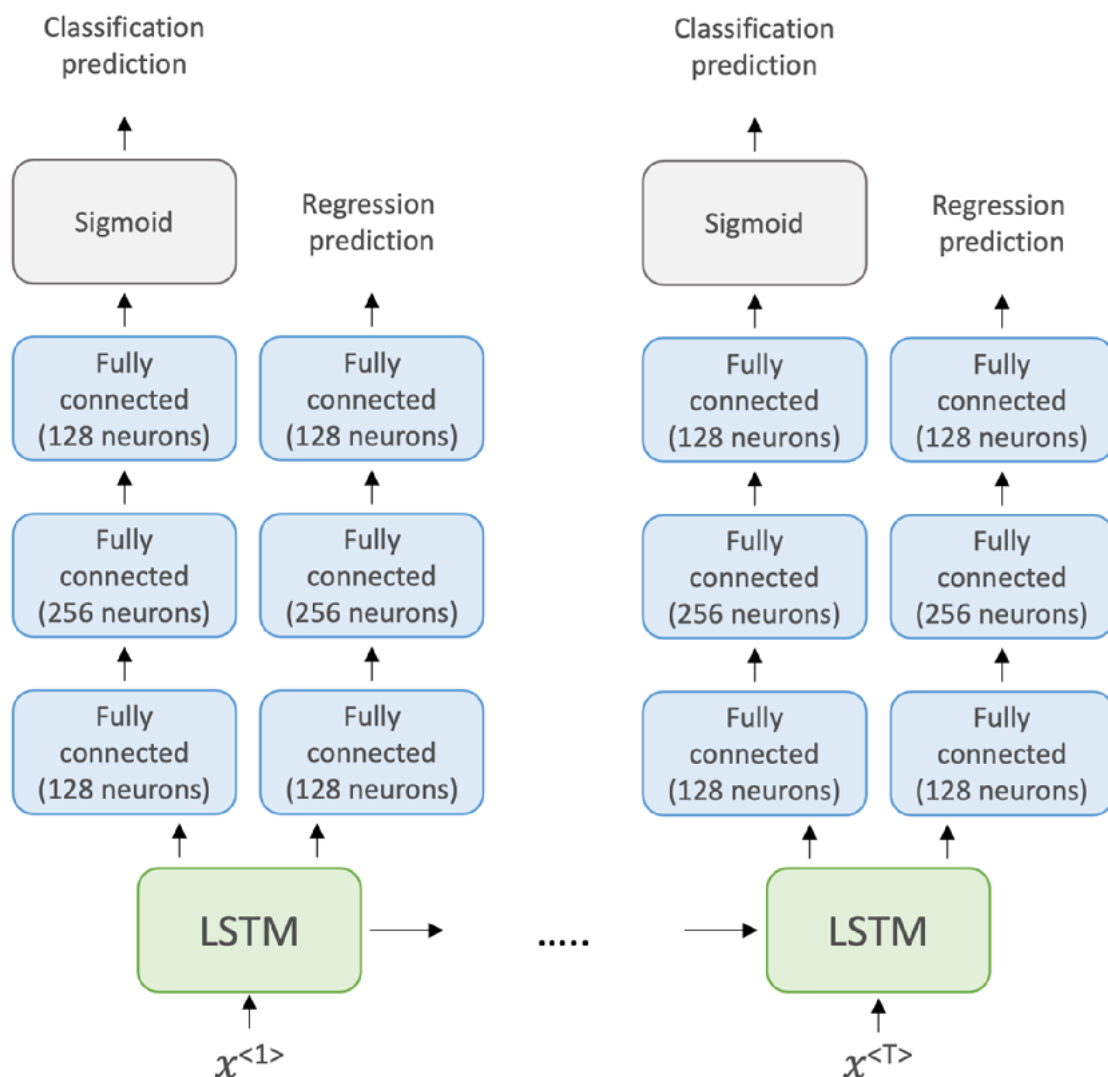 Classification
prediction
Classification
prediction
Sigmoid
Regression
prediction
Sigmoid
Regression
prediction
Fully
connected
(128 neurons)
Fully
connected
(128 neurons)
Fully
connected
(128 neurons)
Fully
connected
(128 neurons)
Fully
connected
(256 neurons)
Fully
connected
(256 neurons)
Fully
connected
(256 neurons)
Fully
connected
(256 neurons)
Fully
connected
(128 neurons)
Fully
connected
(128 neurons)
Fully
connected
(128 neurons)
Fully
connected
(128 neurons)
LSTM
.....
LSTM
x<1>
x<T>